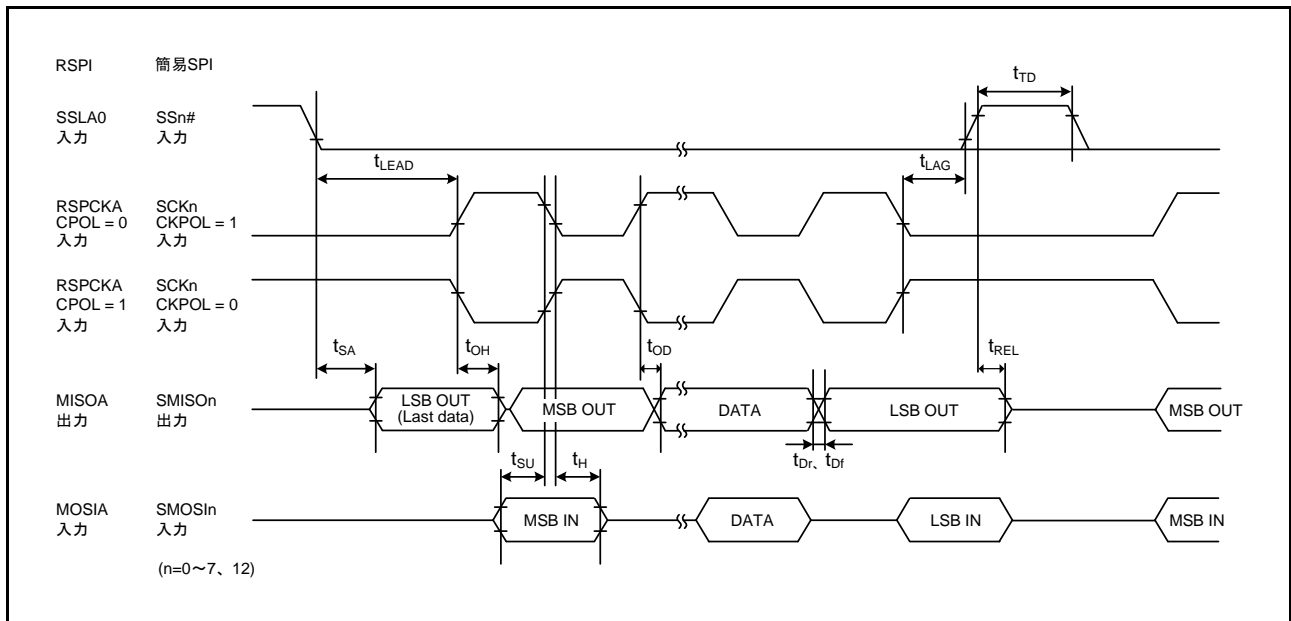 RSPI 簡易SPI
tTD
SSLA0 SSn#
入力 入力
tLEAD
tLAG
RSPCKA SCKn
CPOL = 0 CKPOL = 1
入力 入力
RSPCKA SCKn
CPOL = 1 CKPOL = 0
入力 入力
tSA
tOH
tOD
tREL
MISOA SMISOn
出力 出力
LSB OUT
(Last data)
MSB OUT
DATA
LSB OUT
MSB OUT
tSU
tH
tDr、tDf
MOSIA SMOSIn
入力 入力
MSB IN
DATA
LSB IN
MSB IN
(n=0～7、12)